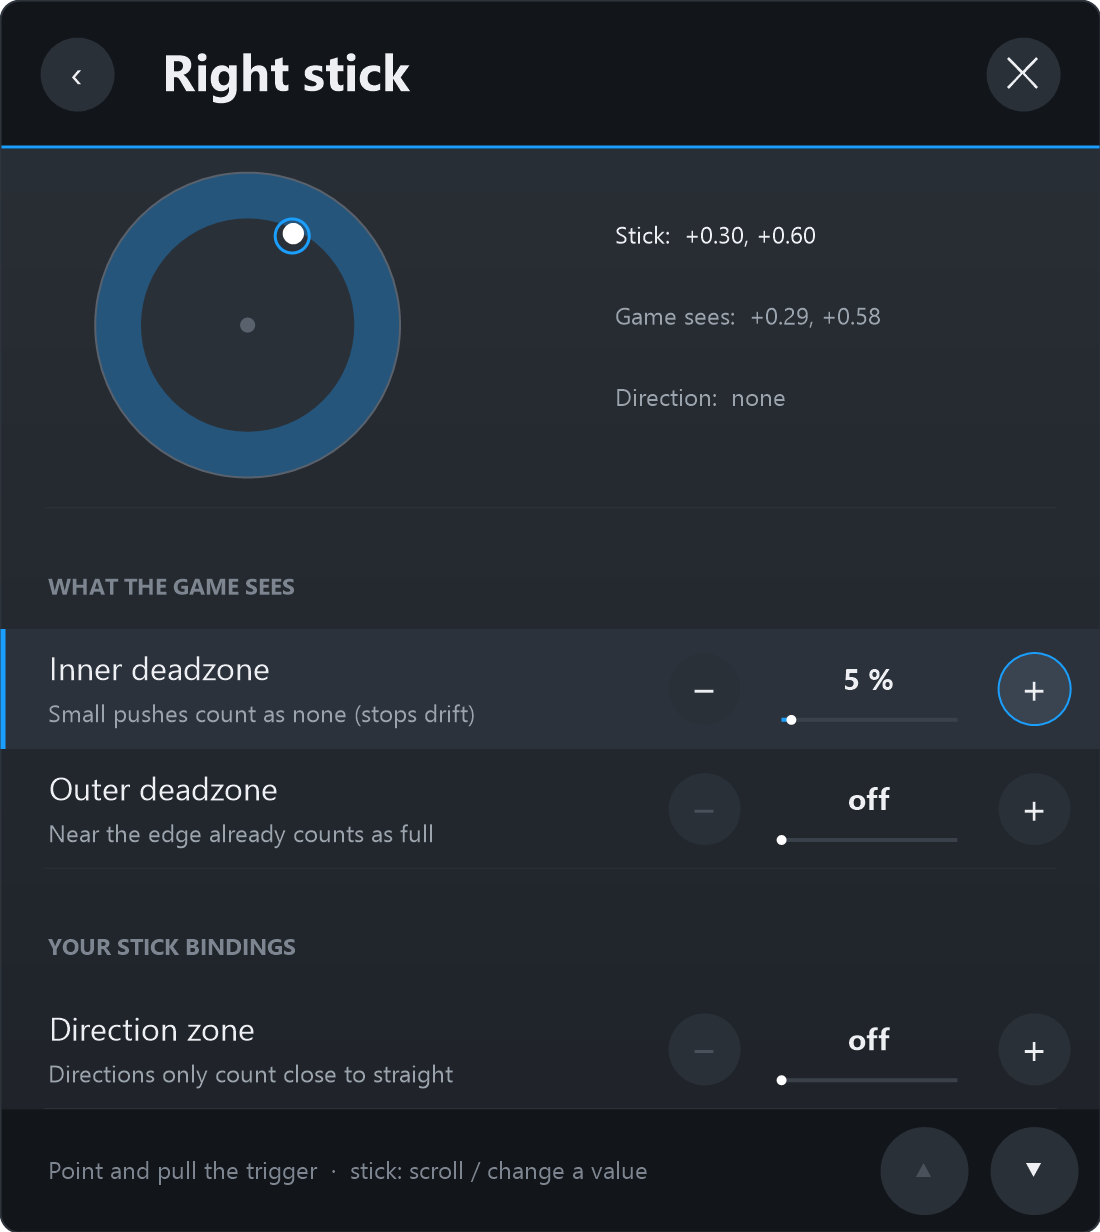 ‹ Right stick
Stick: +0.30, +0.60
Game sees: +0.29, +0.58
Direction: none
WHAT THE GAME SEES
Inner deadzone
Small pushes count as none (stops drift)
− 5 % +
Outer deadzone
Near the edge already counts as full
− off +
YOUR STICK BINDINGS
Direction zone
Directions only count close to straight
− off +
Point and pull the trigger · stick: scroll / change a value ▲ ▼